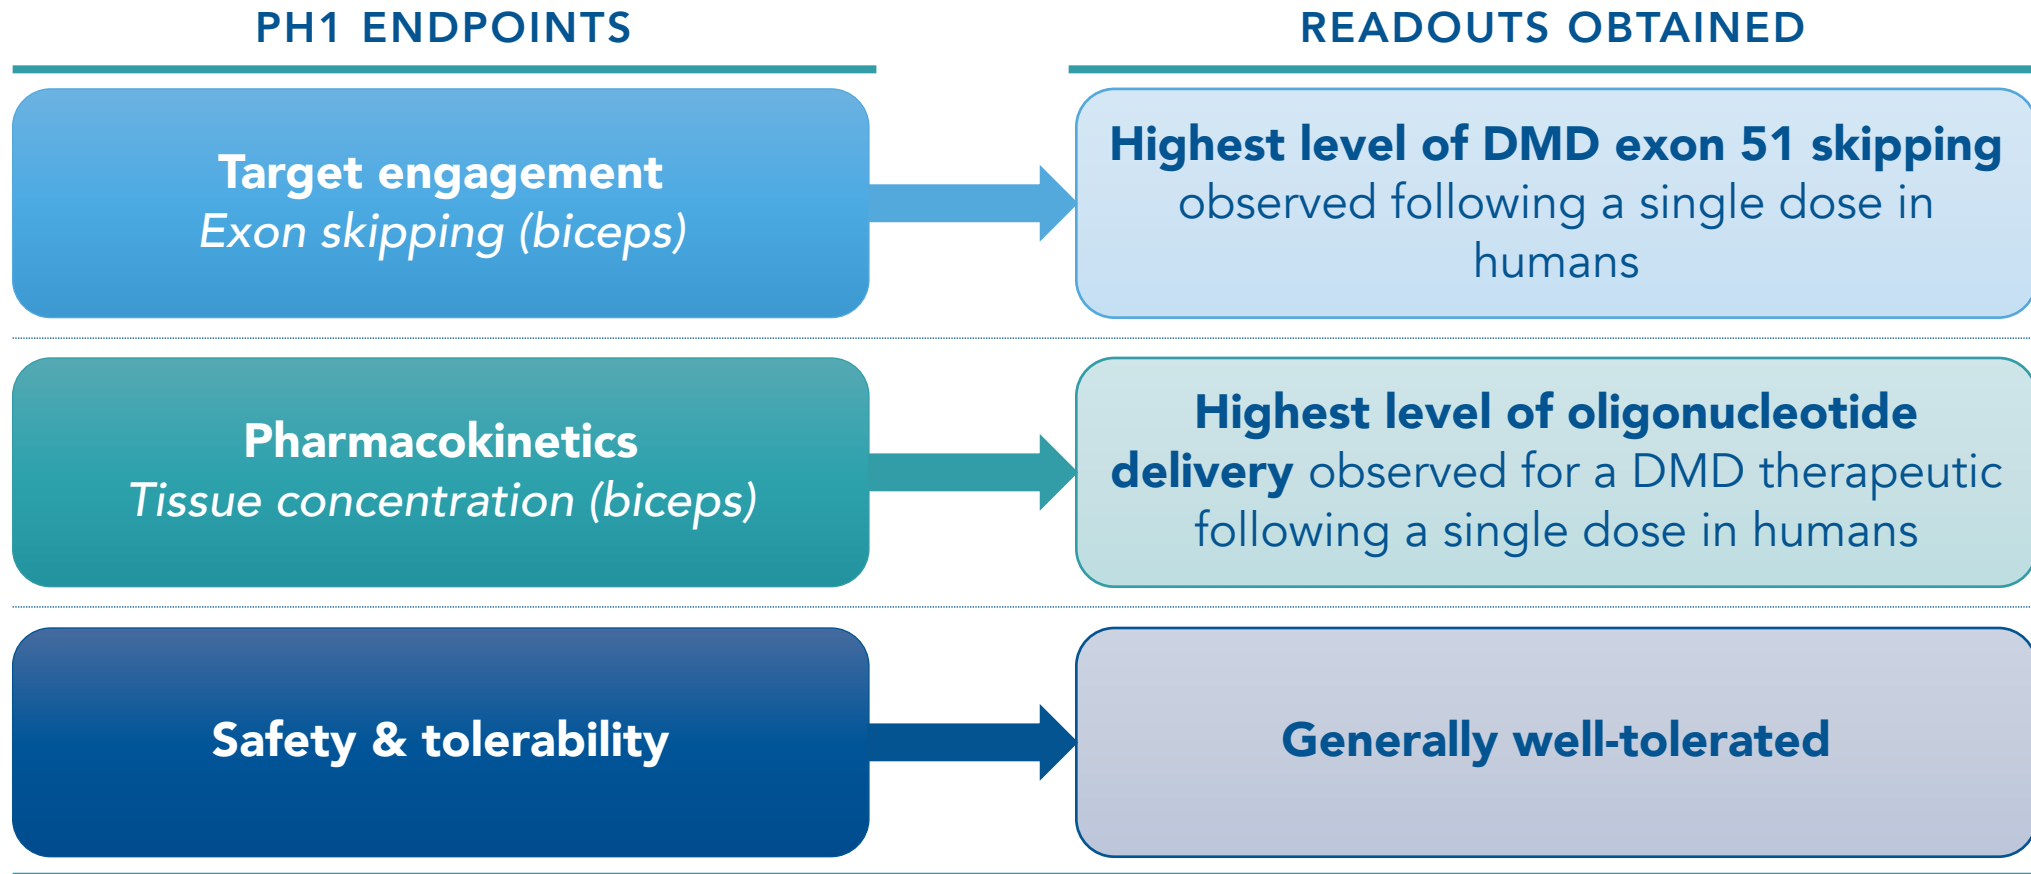 PH1 ENDPOINTS
READOUTS OBTAINED
Target engagement
Exon skipping (biceps)
Highest level of DMD exon 51 skipping
observed following a single dose in
humans
Pharmacokinetics
Tissue concentration (biceps)
Highest level of oligonucleotide
delivery observed for a DMD therapeutic
following a single dose in humans
Safety & tolerability
Generally well-tolerated